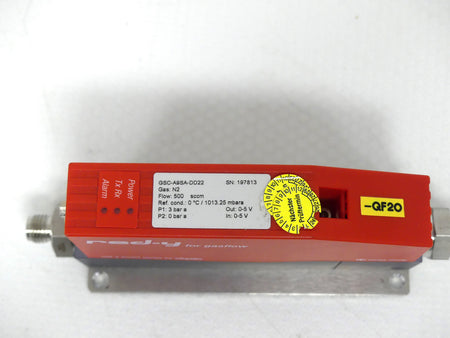 Power
Tx Rx
Alarm
GSC-A9SA-DD22 SN: 197813
Gas: N2
Flow: 500 sccm
Ref. cond.: 0 °C / 1013.25 mbara
P1: 3 bar a Out: 0-5 V
P2: 0 bar a In: 0-5 V
Nächster
Prüftermin
-QF20
red-y for gasflow